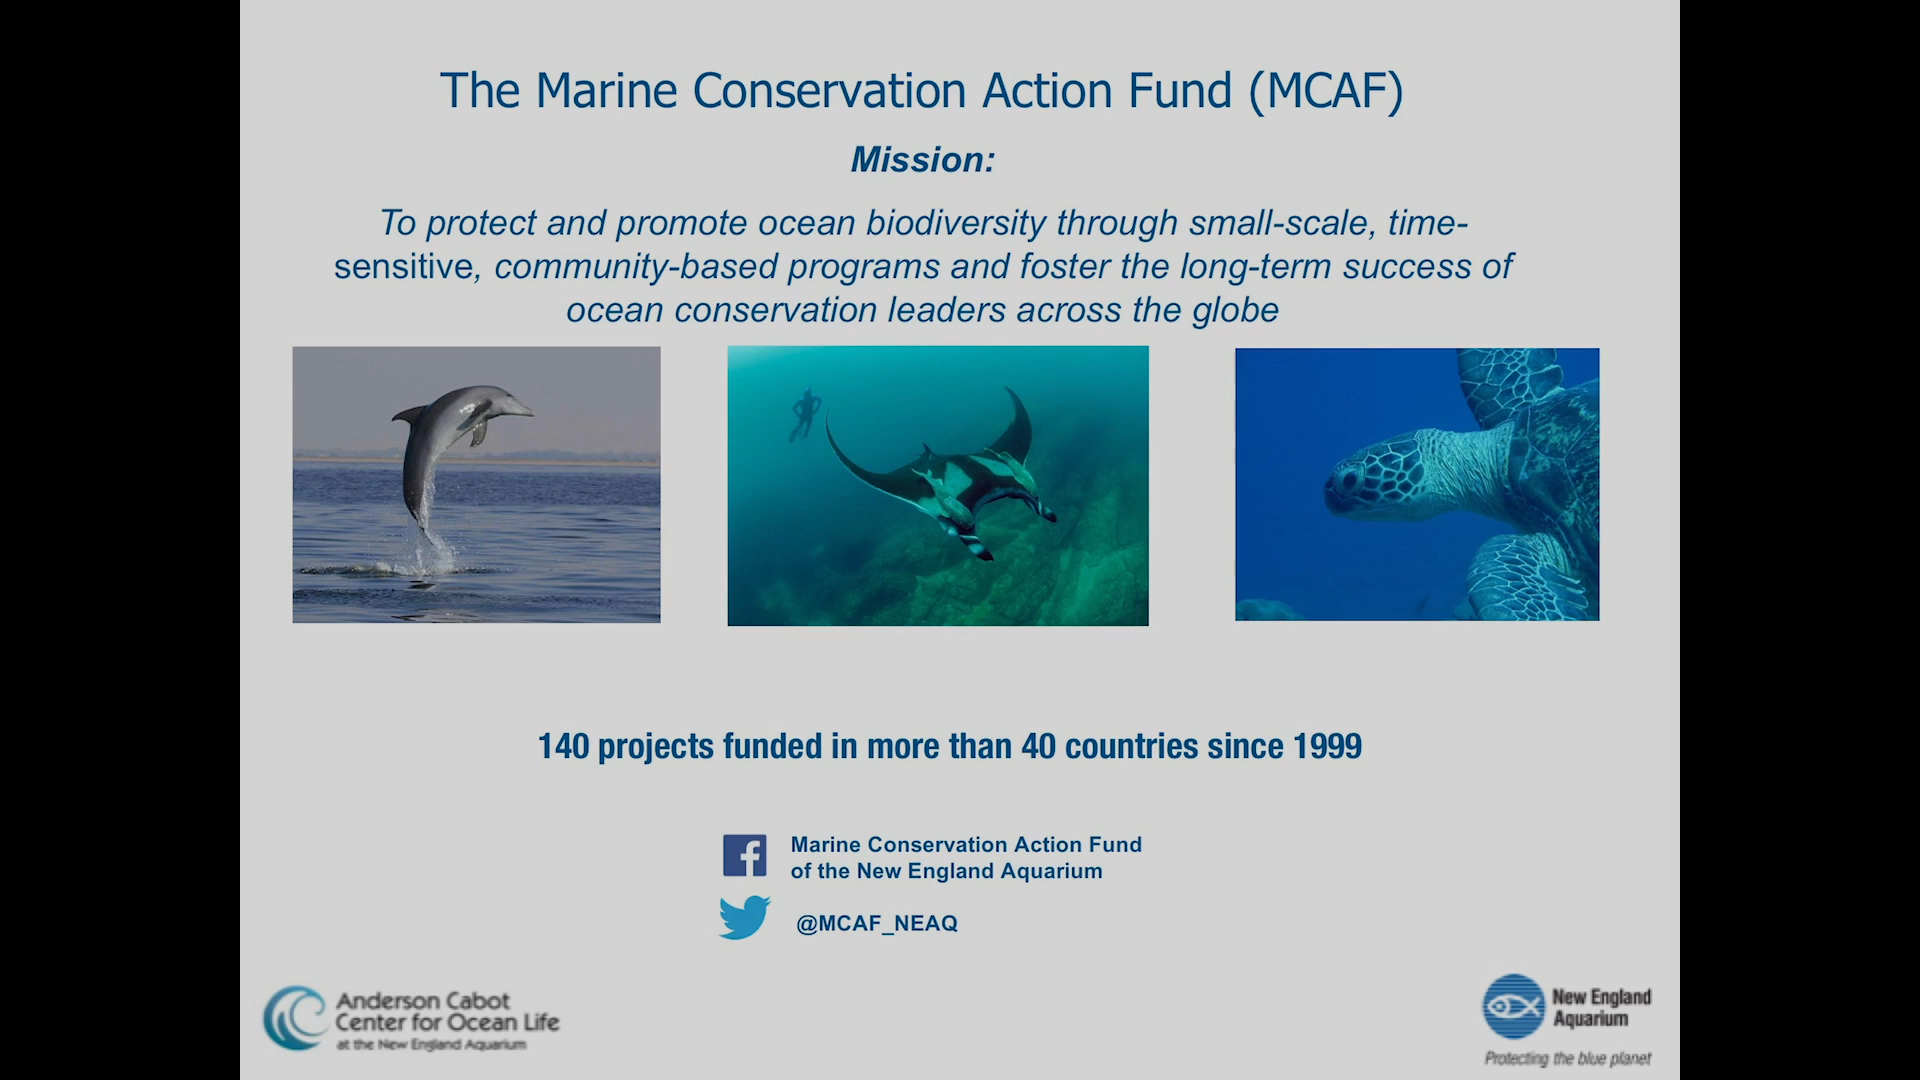 The Marine Conservation Action Fund (MCAF)
Mission:
To protect and promote ocean biodiversity through small-scale, time-
sensitive, community-based programs and foster the long-term success of
ocean conservation leaders across the globe
140 projects funded in more than 40 countries since 1999
Marine Conservation Action Fund
of the New England Aquarium
@MCAF_NEAQ
Anderson Cabot
Center for Ocean Life
at the New England Aquarium
New England
Aquarium
Protecting the blue planet